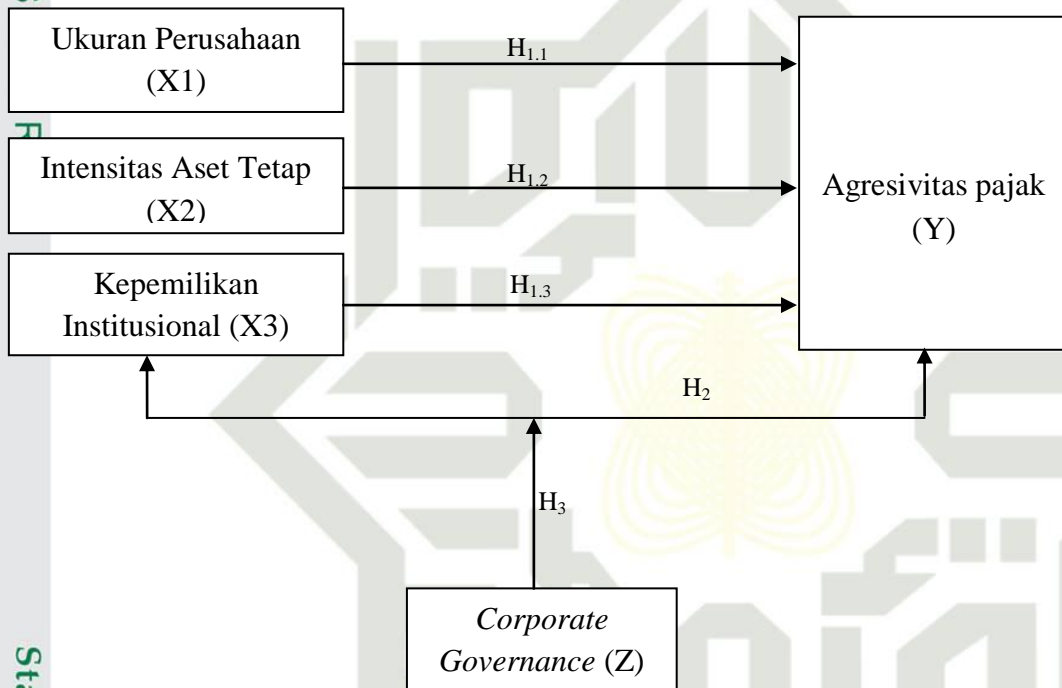 Ukuran Perusahaan
(X1)
H1.1
Intensitas Aset Tetap
(X2)
H1.2
Agresivitas pajak
(Y)
Kepemilikan
Institusional (X3)
H1.3
H2
H3
Corporate
Governance (Z)
Sta